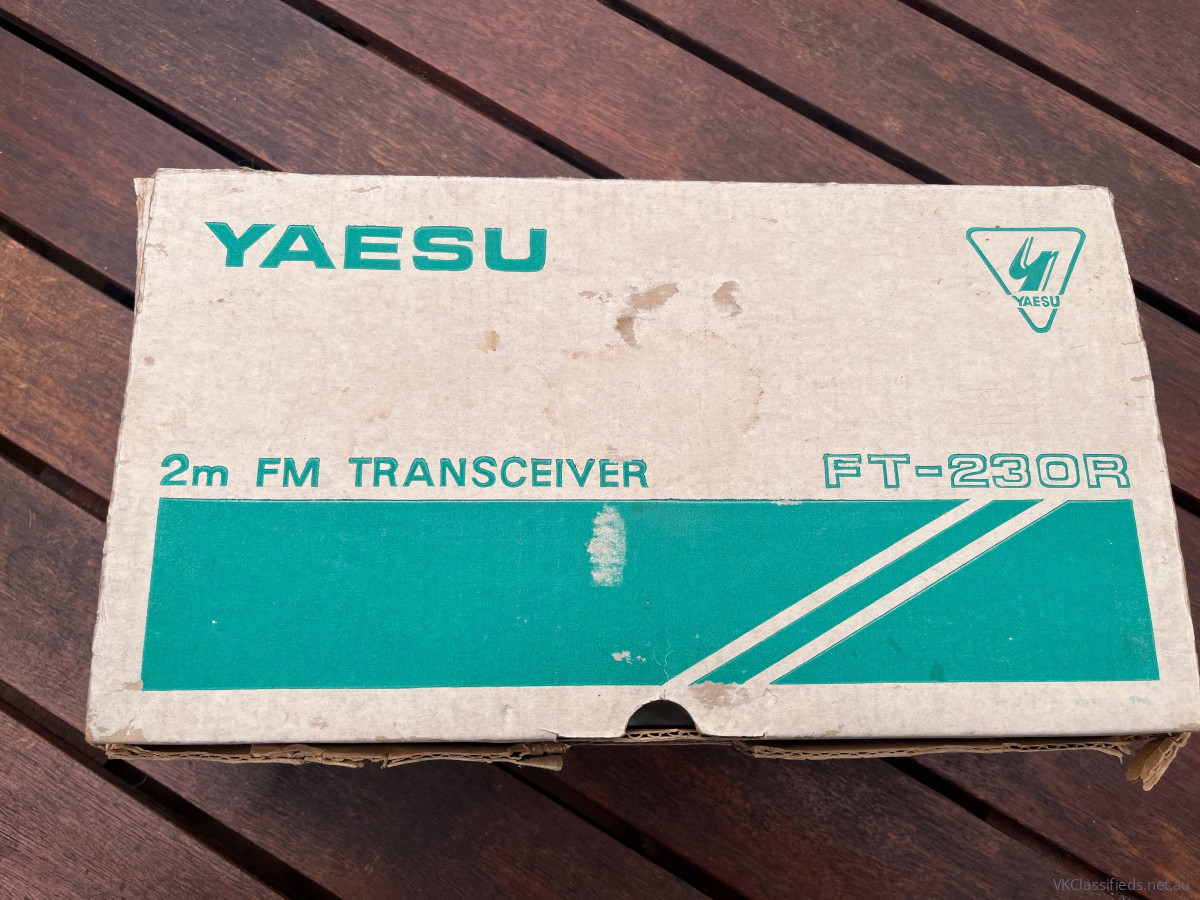 YAESU
YAESU
2m FM TRANSCEIVER
FT-230R
VKClassifieds.net.au